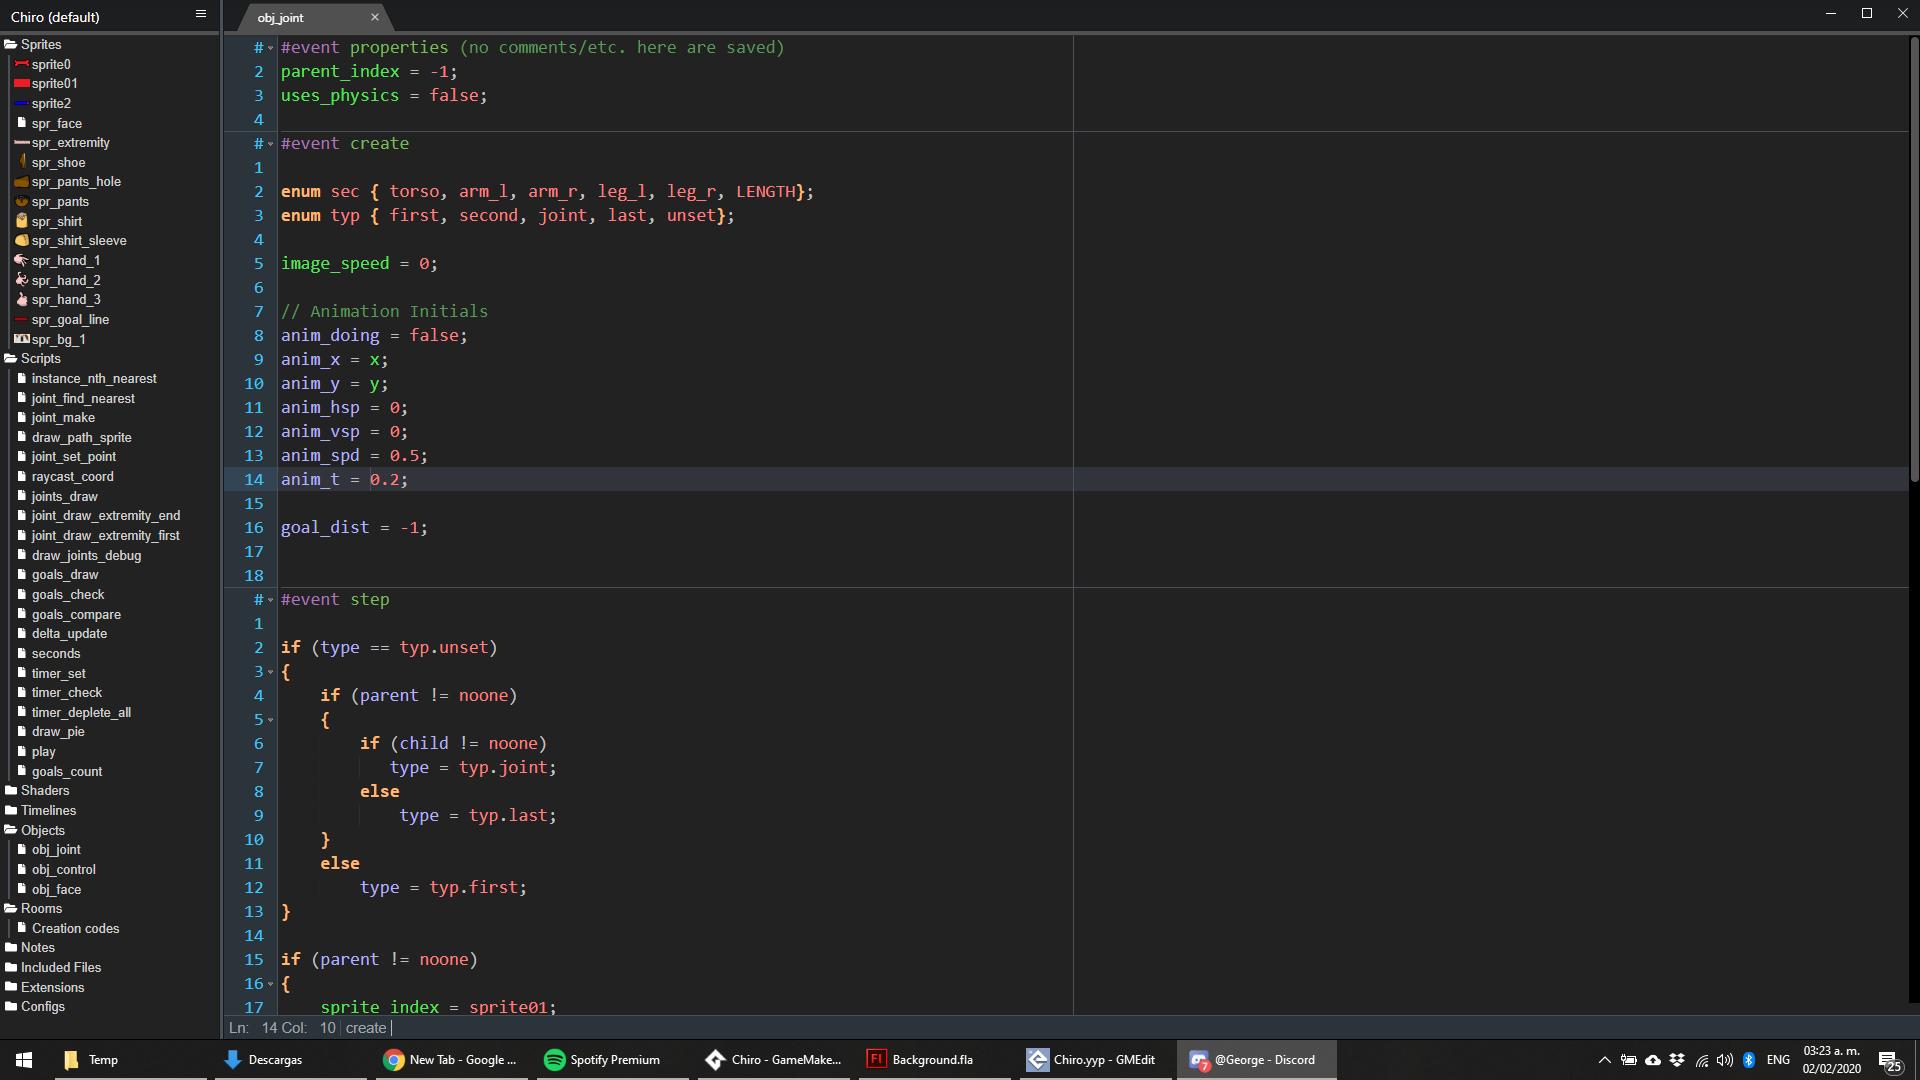 Chiro (default)
Sprites
sprite0
sprite01
sprite2
spr_face
spr_extremity
spr_shoe
spr_pants_hole
spr_pants
spr_shirt
spr_shirt_sleeve
spr_hand_1
spr_hand_2
spr_hand_3
spr_goal_line
spr_bg_1
Scripts
instance_nth_nearest
joint_find_nearest
joint_make
draw_path_sprite
joint_set_point
raycast_coord
joints_draw
joint_draw_extremity_end
joint_draw_extremity_first
draw_joints_debug
goals_draw
goals_check
goals_compare
delta_update
seconds
timer_set
timer_check
timer_deplete_all
draw_pie
play
goals_count
Shaders
Timelines
Objects
obj_joint
obj_control
obj_face
Rooms
Creation codes
Notes
Included Files
Extensions
Configs
obj_joint
# #event properties (no comments/etc. here are saved)
2 parent_index = -1;
3 uses_physics = false;
4
# #event create
1
2 enum sec { torso, arm_l, arm_r, leg_l, leg_r, LENGTH};
3 enum typ { first, second, joint, last, unset};
4
5 image_speed = 0;
6
7 // Animation Initials
8 anim_doing = false;
9 anim_x = x;
10 anim_y = y;
11 anim_hsp = 0;
12 anim_vsp = 0;
13 anim_spd = 0.5;
14 anim_t = 0.2;
15
16 goal_dist = -1;
17
18
# #event step
1
2 if (type == typ.unset)
3 {
4 if (parent != noone)
5 {
6 if (child != noone)
7 type = typ.joint;
8 else
9 type = typ.last;
10 }
11 else
12 type = typ.first;
13 }
14
15 if (parent != noone)
16 {
17 sprite_index = sprite01;
Ln: 14 Col: 10 create
Temp
Descargas
New Tab - Google ...
Spotify Premium
Chiro - GameMake...
Fl Background.fla
Chiro.yyp - GMEdit
7 @George - Discord
ENG
03:23 a. m.
02/02/2020
25